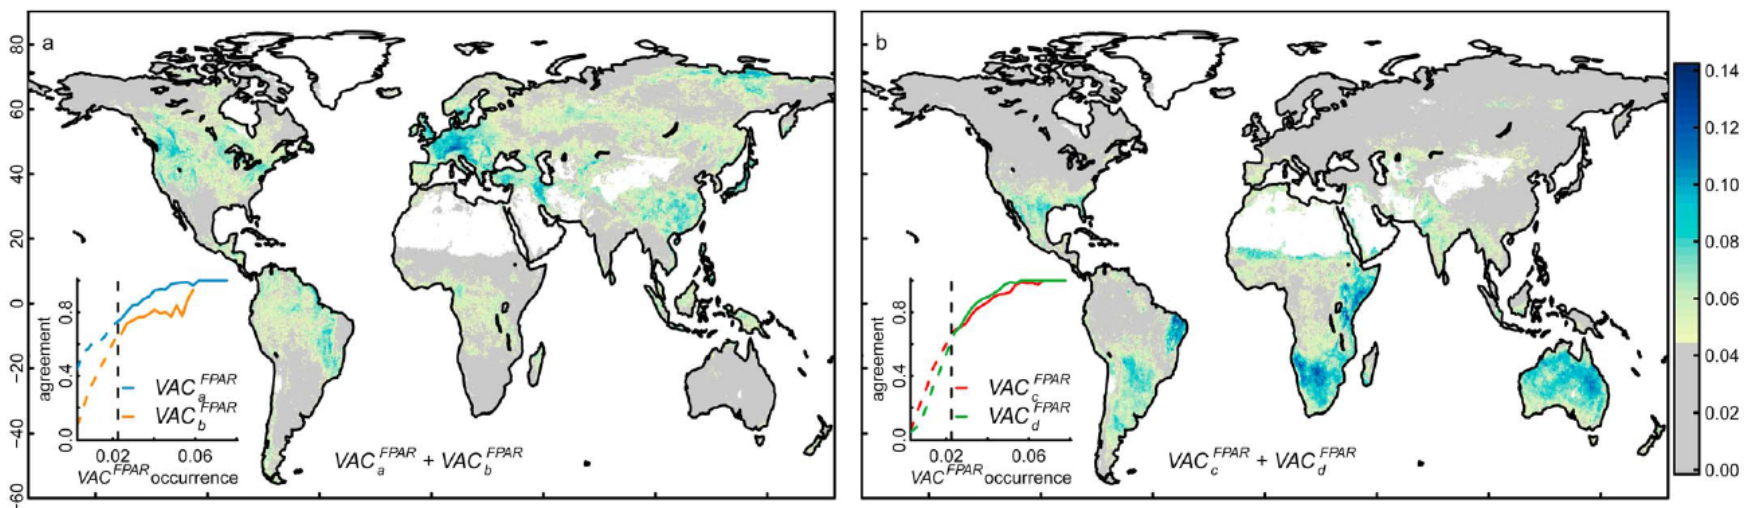 a
b
80
60
40
20
0
−20
−40
−60
agreement
0.0 0.4 0.8
VAC_a^FPAR
VAC_b^FPAR
0.02 0.06
VAC^FPAR occurrence
VAC_a^FPAR + VAC_b^FPAR
agreement
0.0 0.4 0.8
VAC_c^FPAR
VAC_d^FPAR
0.02 0.06
VAC^FPAR occurrence
VAC_c^FPAR + VAC_d^FPAR
0.14
0.12
0.10
0.08
0.06
0.04
0.02
0.00